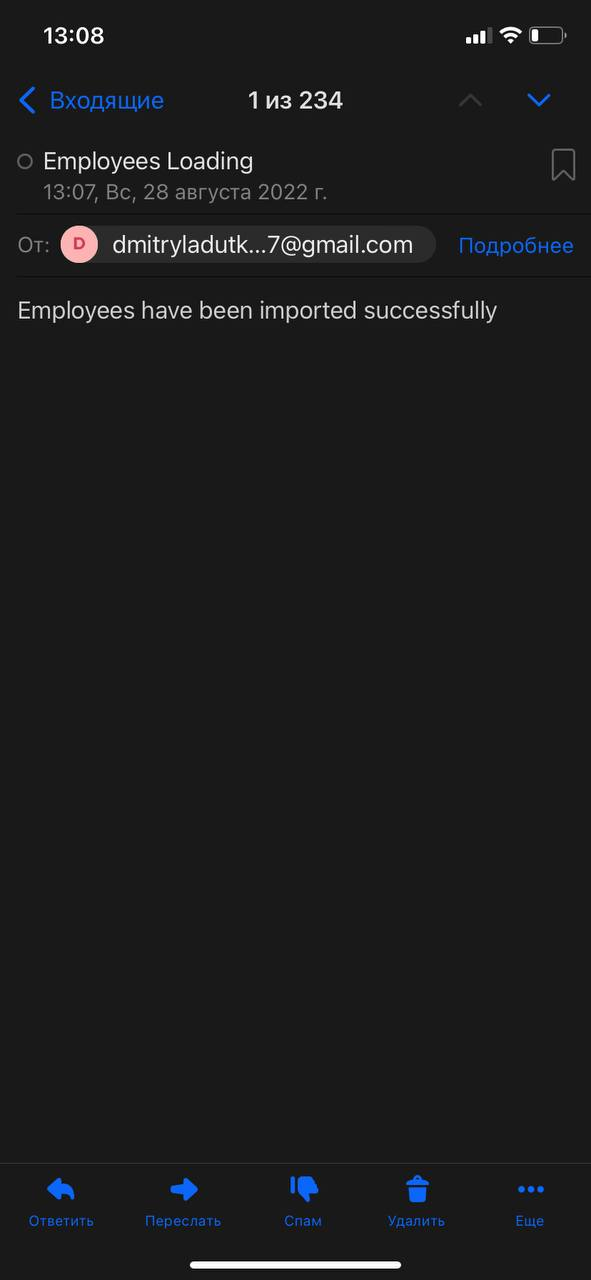 13:08
Входящие 1 из 234
Employees Loading
13:07, Вс, 28 августа 2022 г.
От: D dmitryladutk...7@gmail.com Подробнее
Employees have been imported successfully
Ответить Переслать Спам Удалить Еще